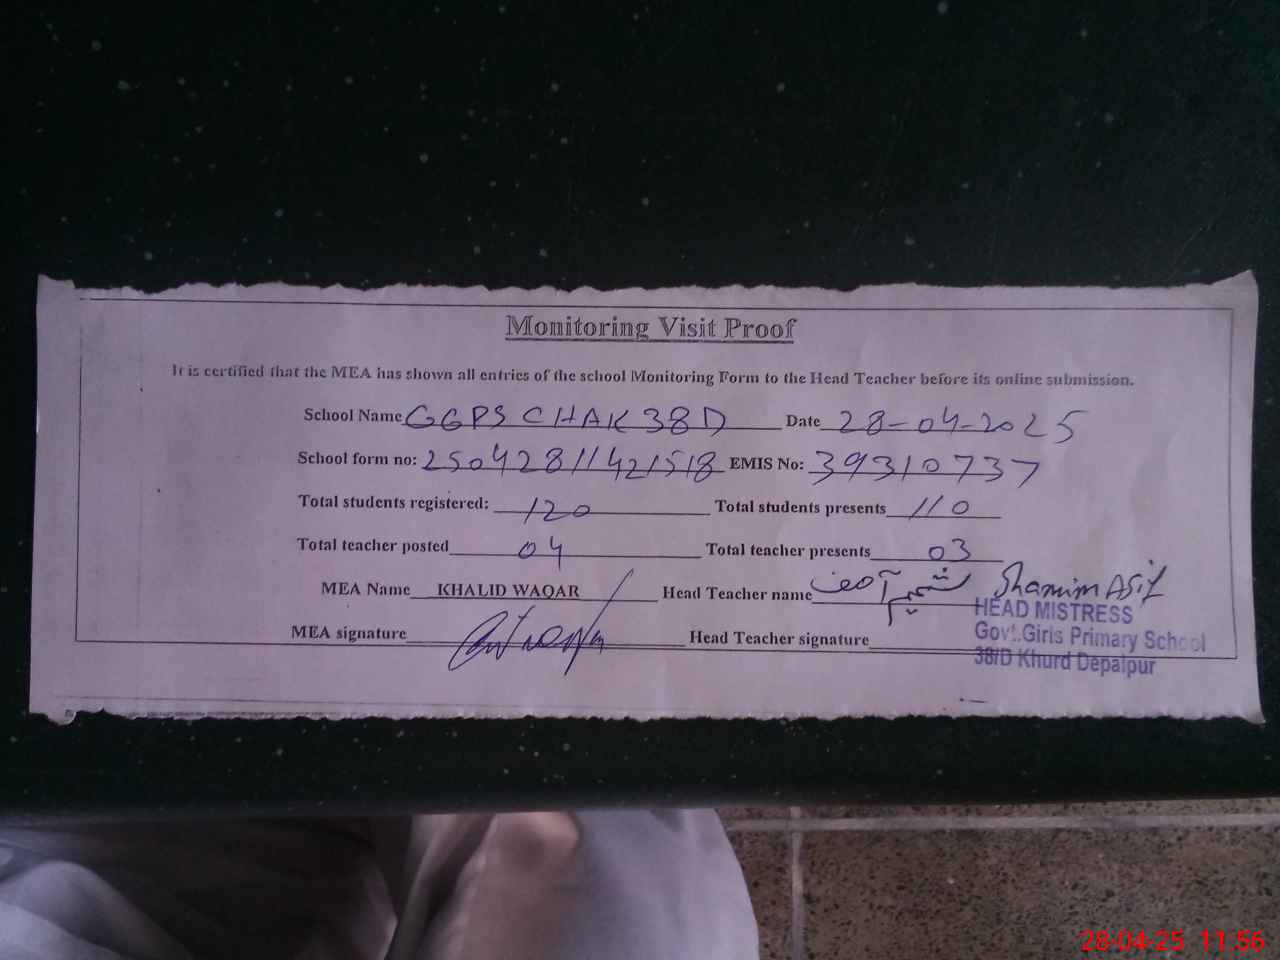 Monitoring Visit Proof
It is certified that the MEA has shown all entries of the school Monitoring Form to the Head Teacher before its online submission.
School Name GGPS CHAK 38D Date 28-04-2025
School form no: 25042811421518 EMIS No: 39310737
Total students registered: 120 Total students presents 110
Total teacher posted 04 Total teacher presents 03
MEA Name KHALID WAQAR Head Teacher name شمیم آصف Shamim Asif
HEAD MISTRESS
MEA signature Head Teacher signature
Govt.Girls Primary School
38/D Khurd Depalpur
28-04-25 11:56